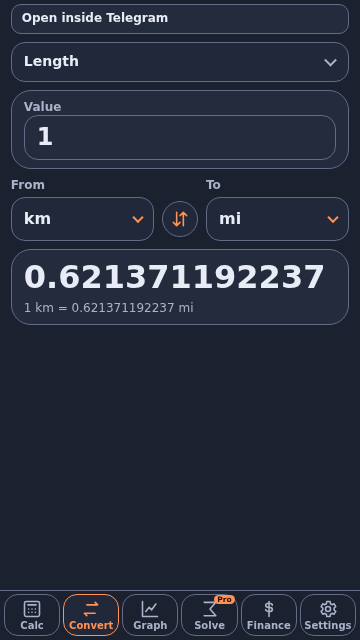 Open inside Telegram
Length
Value
1
From
To
km
mi
0.621371192237
1 km = 0.621371192237 mi
Pro
Calc
Convert
Graph
Solve
Finance
Settings